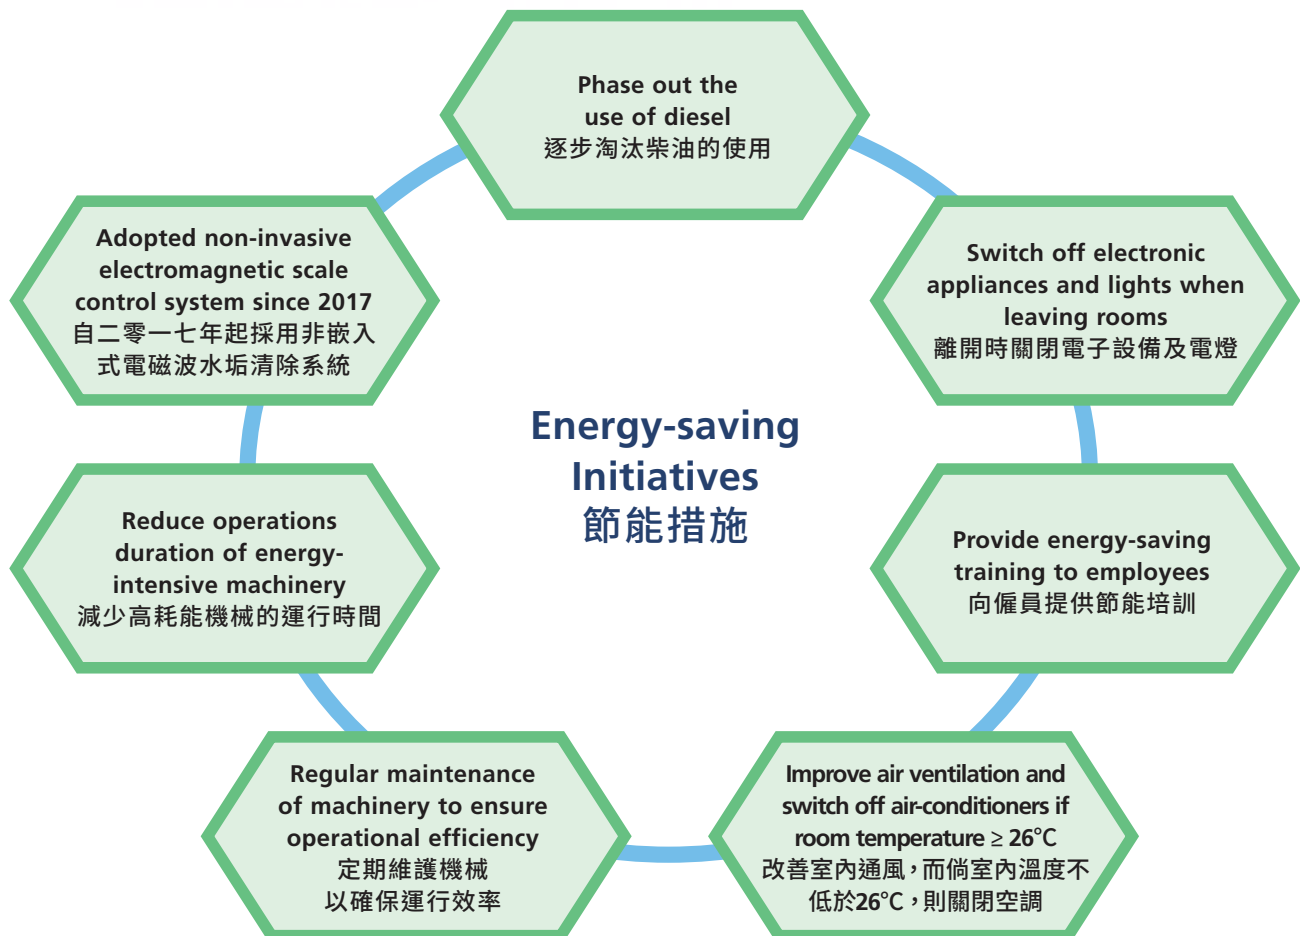 Phase out the
use of diesel
逐步淘汰柴油的使用
Adopted non-invasive
electromagnetic scale
control system since 2017
自二零一七年起採用非嵌入
式電磁波水垢清除系統
Switch off electronic
appliances and lights when
leaving rooms
離開時關閉電子設備及電燈
Energy-saving
Initiatives
節能措施
Reduce operations
duration of energy-
intensive machinery
減少高耗能機械的運行時間
Provide energy-saving
training to employees
向僱員提供節能培訓
Regular maintenance
of machinery to ensure
operational efficiency
定期維護機械
以確保運行效率
Improve air ventilation and
switch off air-conditioners if
room temperature ≥ 26°C
改善室內通風，而倘室內溫度不
低於26°C，則關閉空調